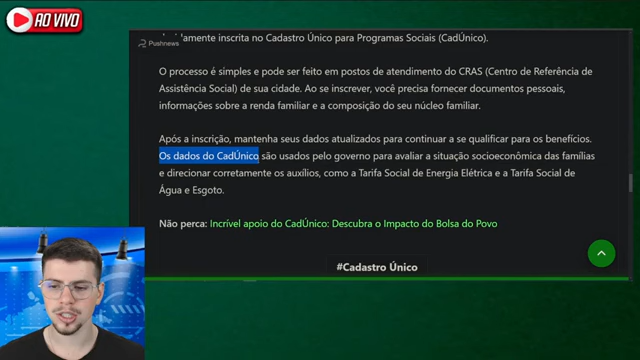 AO VIVO
inscrita no Cadastro Único para Programas Sociais (CadÚnico).
Pushnews
O processo é simples e pode ser feito em postos de atendimento do CRAS (Centro de Referência de
Assistência Social) de sua cidade. Ao se inscrever, você precisa fornecer documentos pessoais,
informações sobre a renda familiar e a composição do seu núcleo familiar.
Após a inscrição, mantenha seus dados atualizados para continuar a se qualificar para os benefícios.
Os dados do CadÚnico são usados pelo governo para avaliar a situação socioeconômica das famílias
e direcionar corretamente os auxílios, como a Tarifa Social de Energia Elétrica e a Tarifa Social de
Água e Esgoto.
Não perca: Incrível apoio do CadÚnico: Descubra o Impacto do Bolsa do Povo
#Cadastro Único